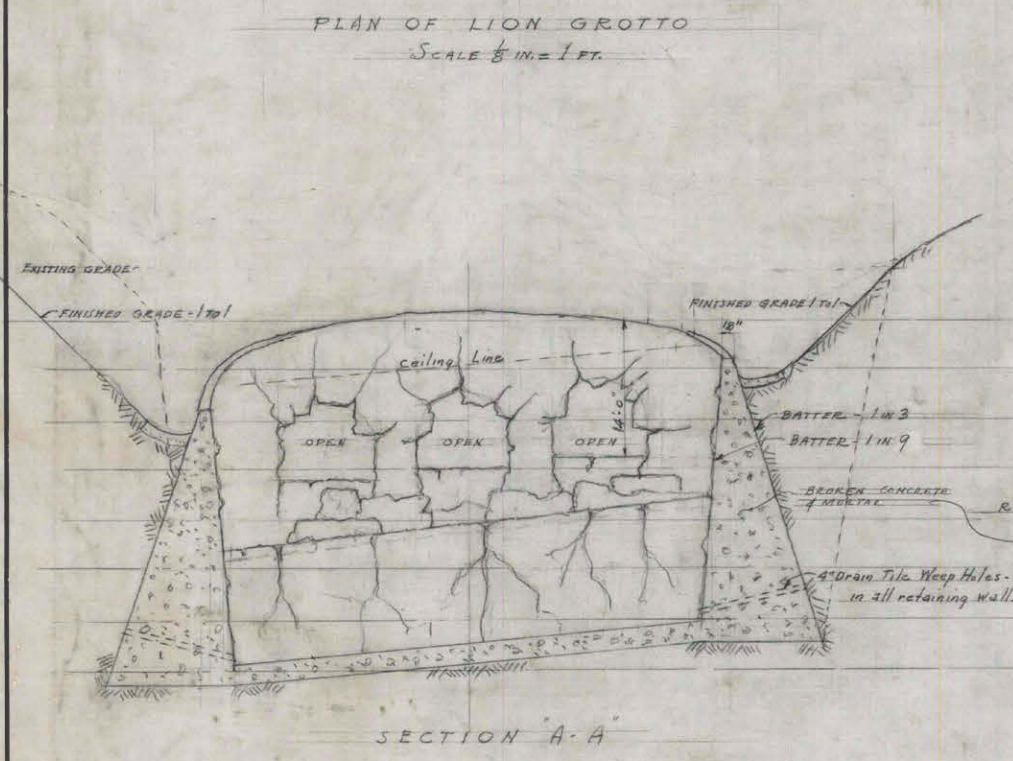 PLAN OF LION GROTTO
SCALE 1/8 IN. = 1 FT.
EXISTING GRADE
FINISHED GRADE - 1 TO 1
FINISHED GRADE 1 TO 1
18"
Ceiling Line
14'-0"
OPEN
OPEN
OPEN
BATTER - 1 IN 3
BATTER - 1 IN 9
BROKEN CONCRETE
& MORTAL
R
4" Drain Tile Weep Holes -
in all retaining wall.
SECTION "A-A"